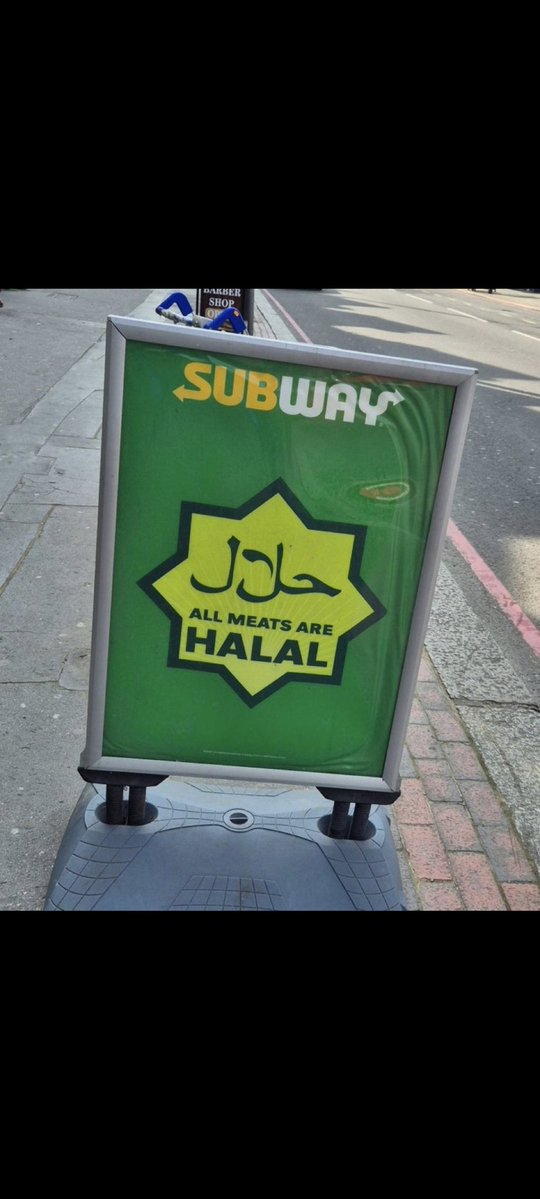 BARBER
SHOP
SUBWAY
حلال
ALL MEATS ARE
HALAL